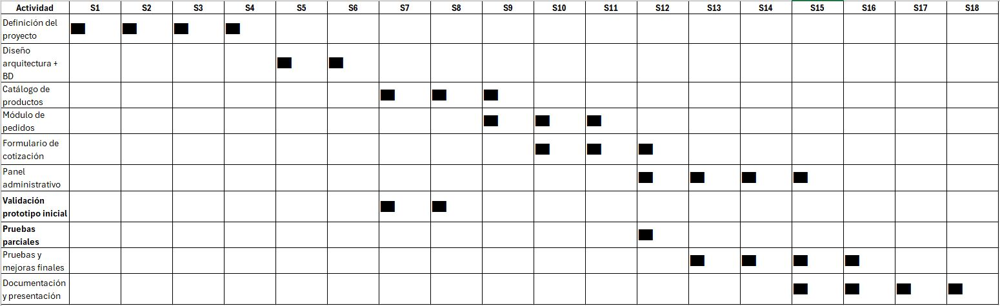 Actividad S1 S2 S3 S4 S5 S6 S7 S8 S9 S10 S11 S12 S13 S14 S15 S16 S17 S18
Definición del
proyecto
Diseño
arquitectura +
BD
Catálogo de
productos
Módulo de
pedidos
Formulario de
cotización
Panel
administrativo
Validación
prototipo inicial
Pruebas
parciales
Pruebas y
mejoras finales
Documentación
y presentación